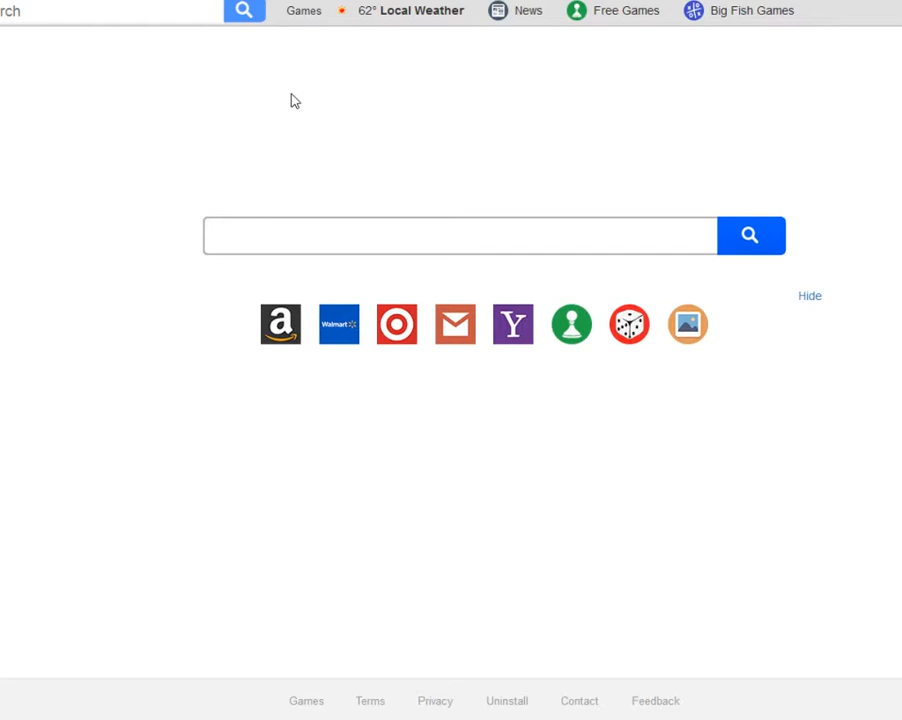 rch Games 62° Local Weather News Free Games Big Fish Games
Hide
a Walmart Y
Games Terms Privacy Uninstall Contact Feedback